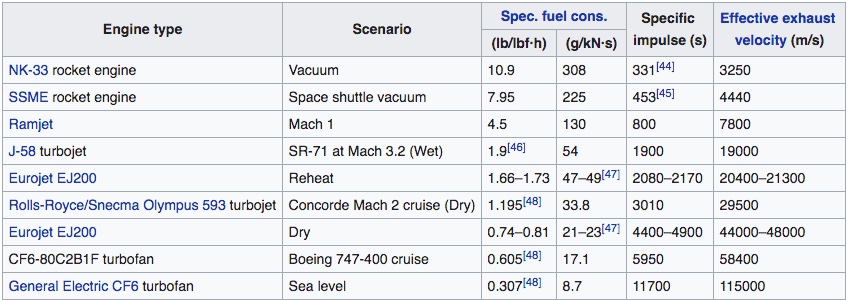 Engine type Scenario Spec. fuel cons. Specific impulse (s) Effective exhaust velocity (m/s)
(lb/lbf·h) (g/kN·s)
NK-33 rocket engine Vacuum 10.9 308 331[44] 3250
SSME rocket engine Space shuttle vacuum 7.95 225 453[45] 4440
Ramjet Mach 1 4.5 130 800 7800
J-58 turbojet SR-71 at Mach 3.2 (Wet) 1.9[46] 54 1900 19000
Eurojet EJ200 Reheat 1.66–1.73 47–49[47] 2080–2170 20400–21300
Rolls-Royce/Snecma Olympus 593 turbojet Concorde Mach 2 cruise (Dry) 1.195[48] 33.8 3010 29500
Eurojet EJ200 Dry 0.74–0.81 21–23[47] 4400–4900 44000–48000
CF6-80C2B1F turbofan Boeing 747-400 cruise 0.605[48] 17.1 5950 58400
General Electric CF6 turbofan Sea level 0.307[48] 8.7 11700 115000